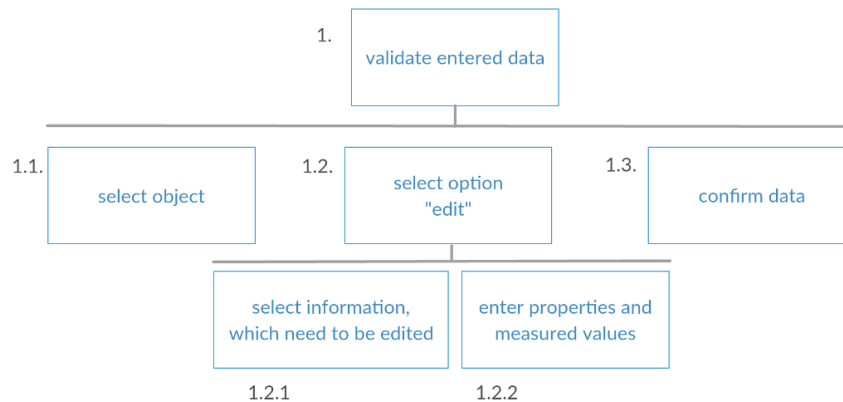 1.
validate entered data
1.1.
select object
1.2.
select option
"edit"
1.3.
confirm data
select information,
which need to be edited
enter properties and
measured values
1.2.1
1.2.2